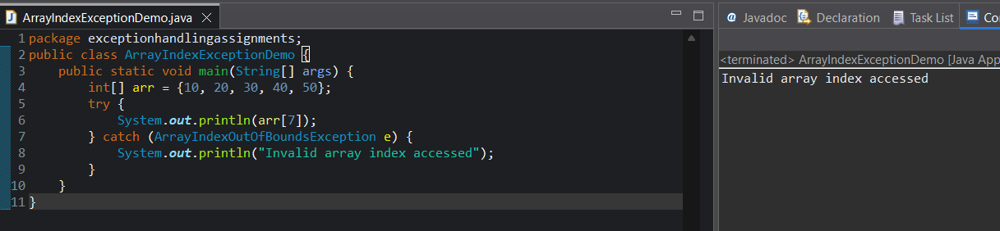 ArrayIndexExceptionDemo.java
1 package exceptionhandlingassignments;
2 public class ArrayIndexExceptionDemo {
3     public static void main(String[] args) {
4         int[] arr = {10, 20, 30, 40, 50};
5         try {
6             System.out.println(arr[7]);
7         } catch (ArrayIndexOutOfBoundsException e) {
8             System.out.println("Invalid array index accessed");
9         }
10     }
11 }
@ Javadoc Declaration Task List Co
<terminated> ArrayIndexExceptionDemo [Java App
Invalid array index accessed